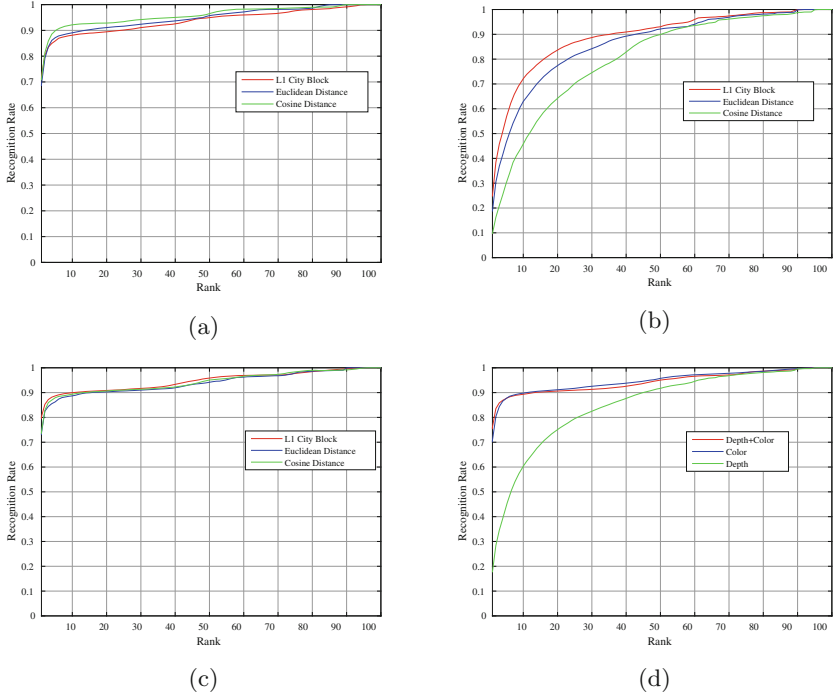 1
0.9
0.8
0.7
0.6
0.5
0.4
0.3
0.2
0.1
0
Recognition Rate
L1 City Block
Euclidean Distance
Cosine Distance
10 20 30 40 50 60 70 80 90 100
Rank
(a)
1
0.9
0.8
0.7
0.6
0.5
0.4
0.3
0.2
0.1
0
Recognition Rate
L1 City Block
Euclidean Distance
Cosine Distance
10 20 30 40 50 60 70 80 90 100
Rank
(b)
1
0.9
0.8
0.7
0.6
0.5
0.4
0.3
0.2
0.1
0
Recognition Rate
L1 City Block
Euclidean Distance
Cosine Distance
10 20 30 40 50 60 70 80 90 100
Rank
(c)
1
0.9
0.8
0.7
0.6
0.5
0.4
0.3
0.2
0.1
0
Recognition Rate
Depth+Color
Color
Depth
10 20 30 40 50 60 70 80 90 100
Rank
(d)